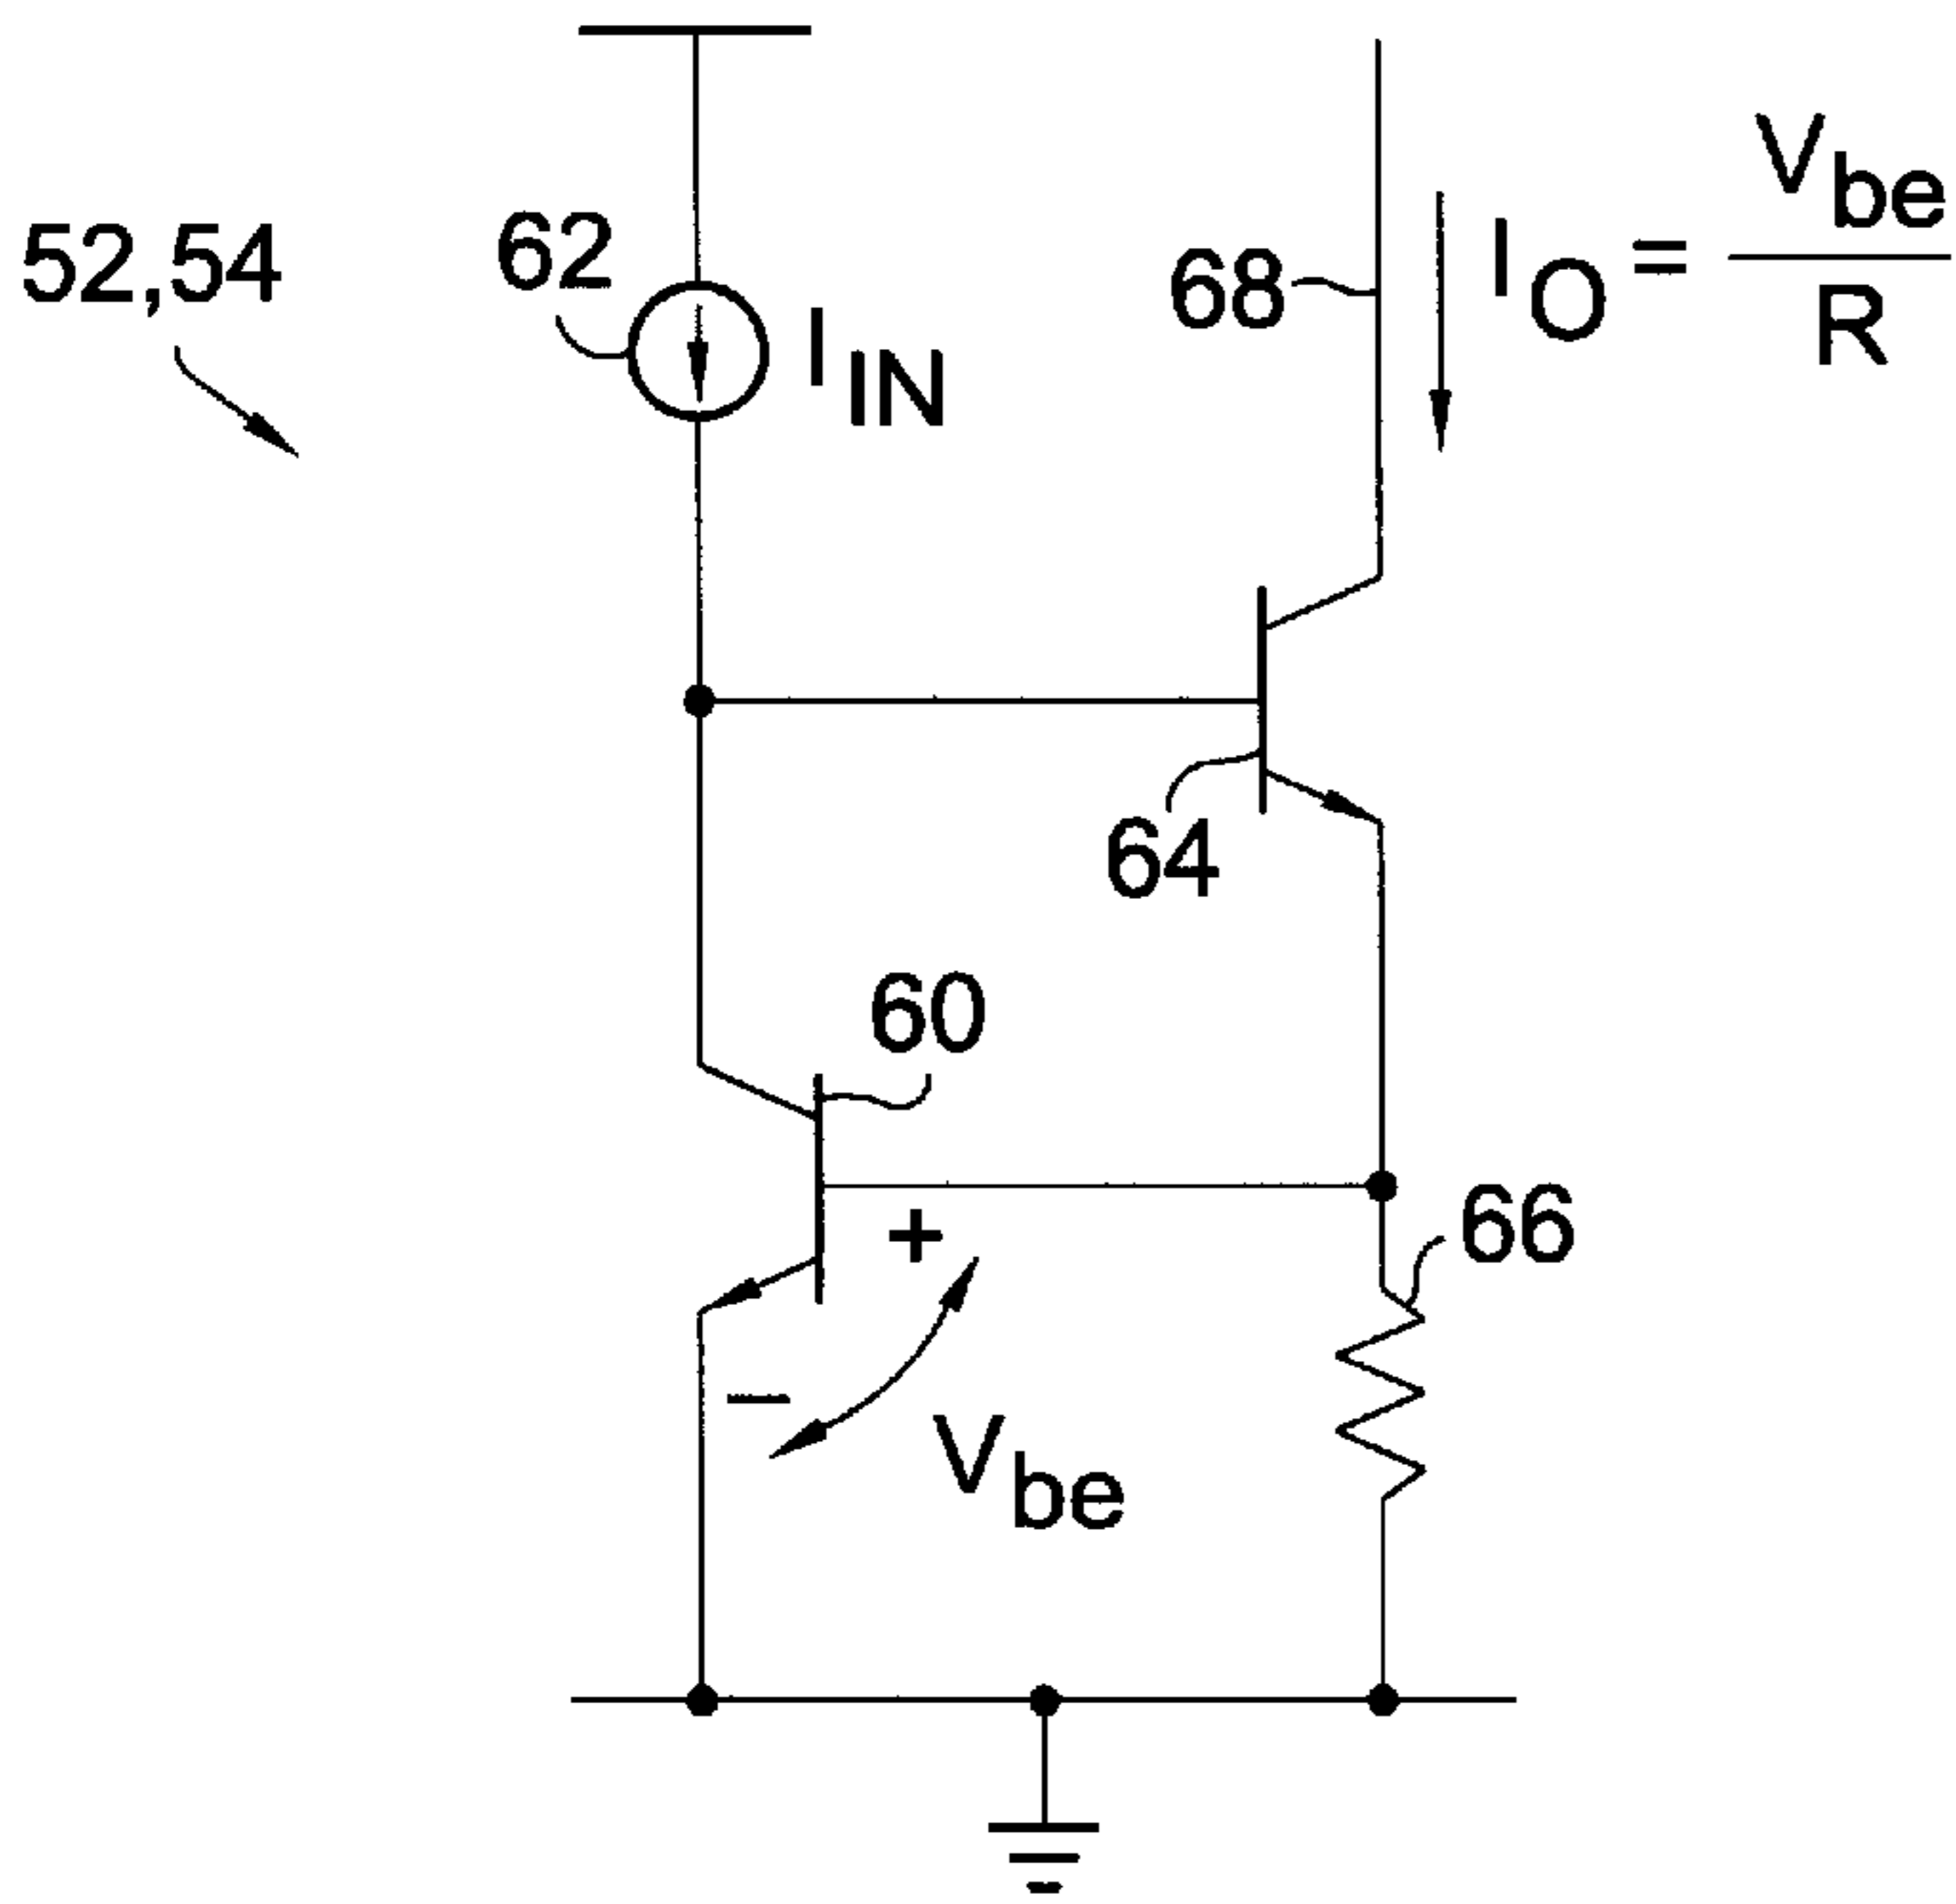 52,54
62
I_IN
68
I_O = V_be / R
64
60
66
+
−
V_be